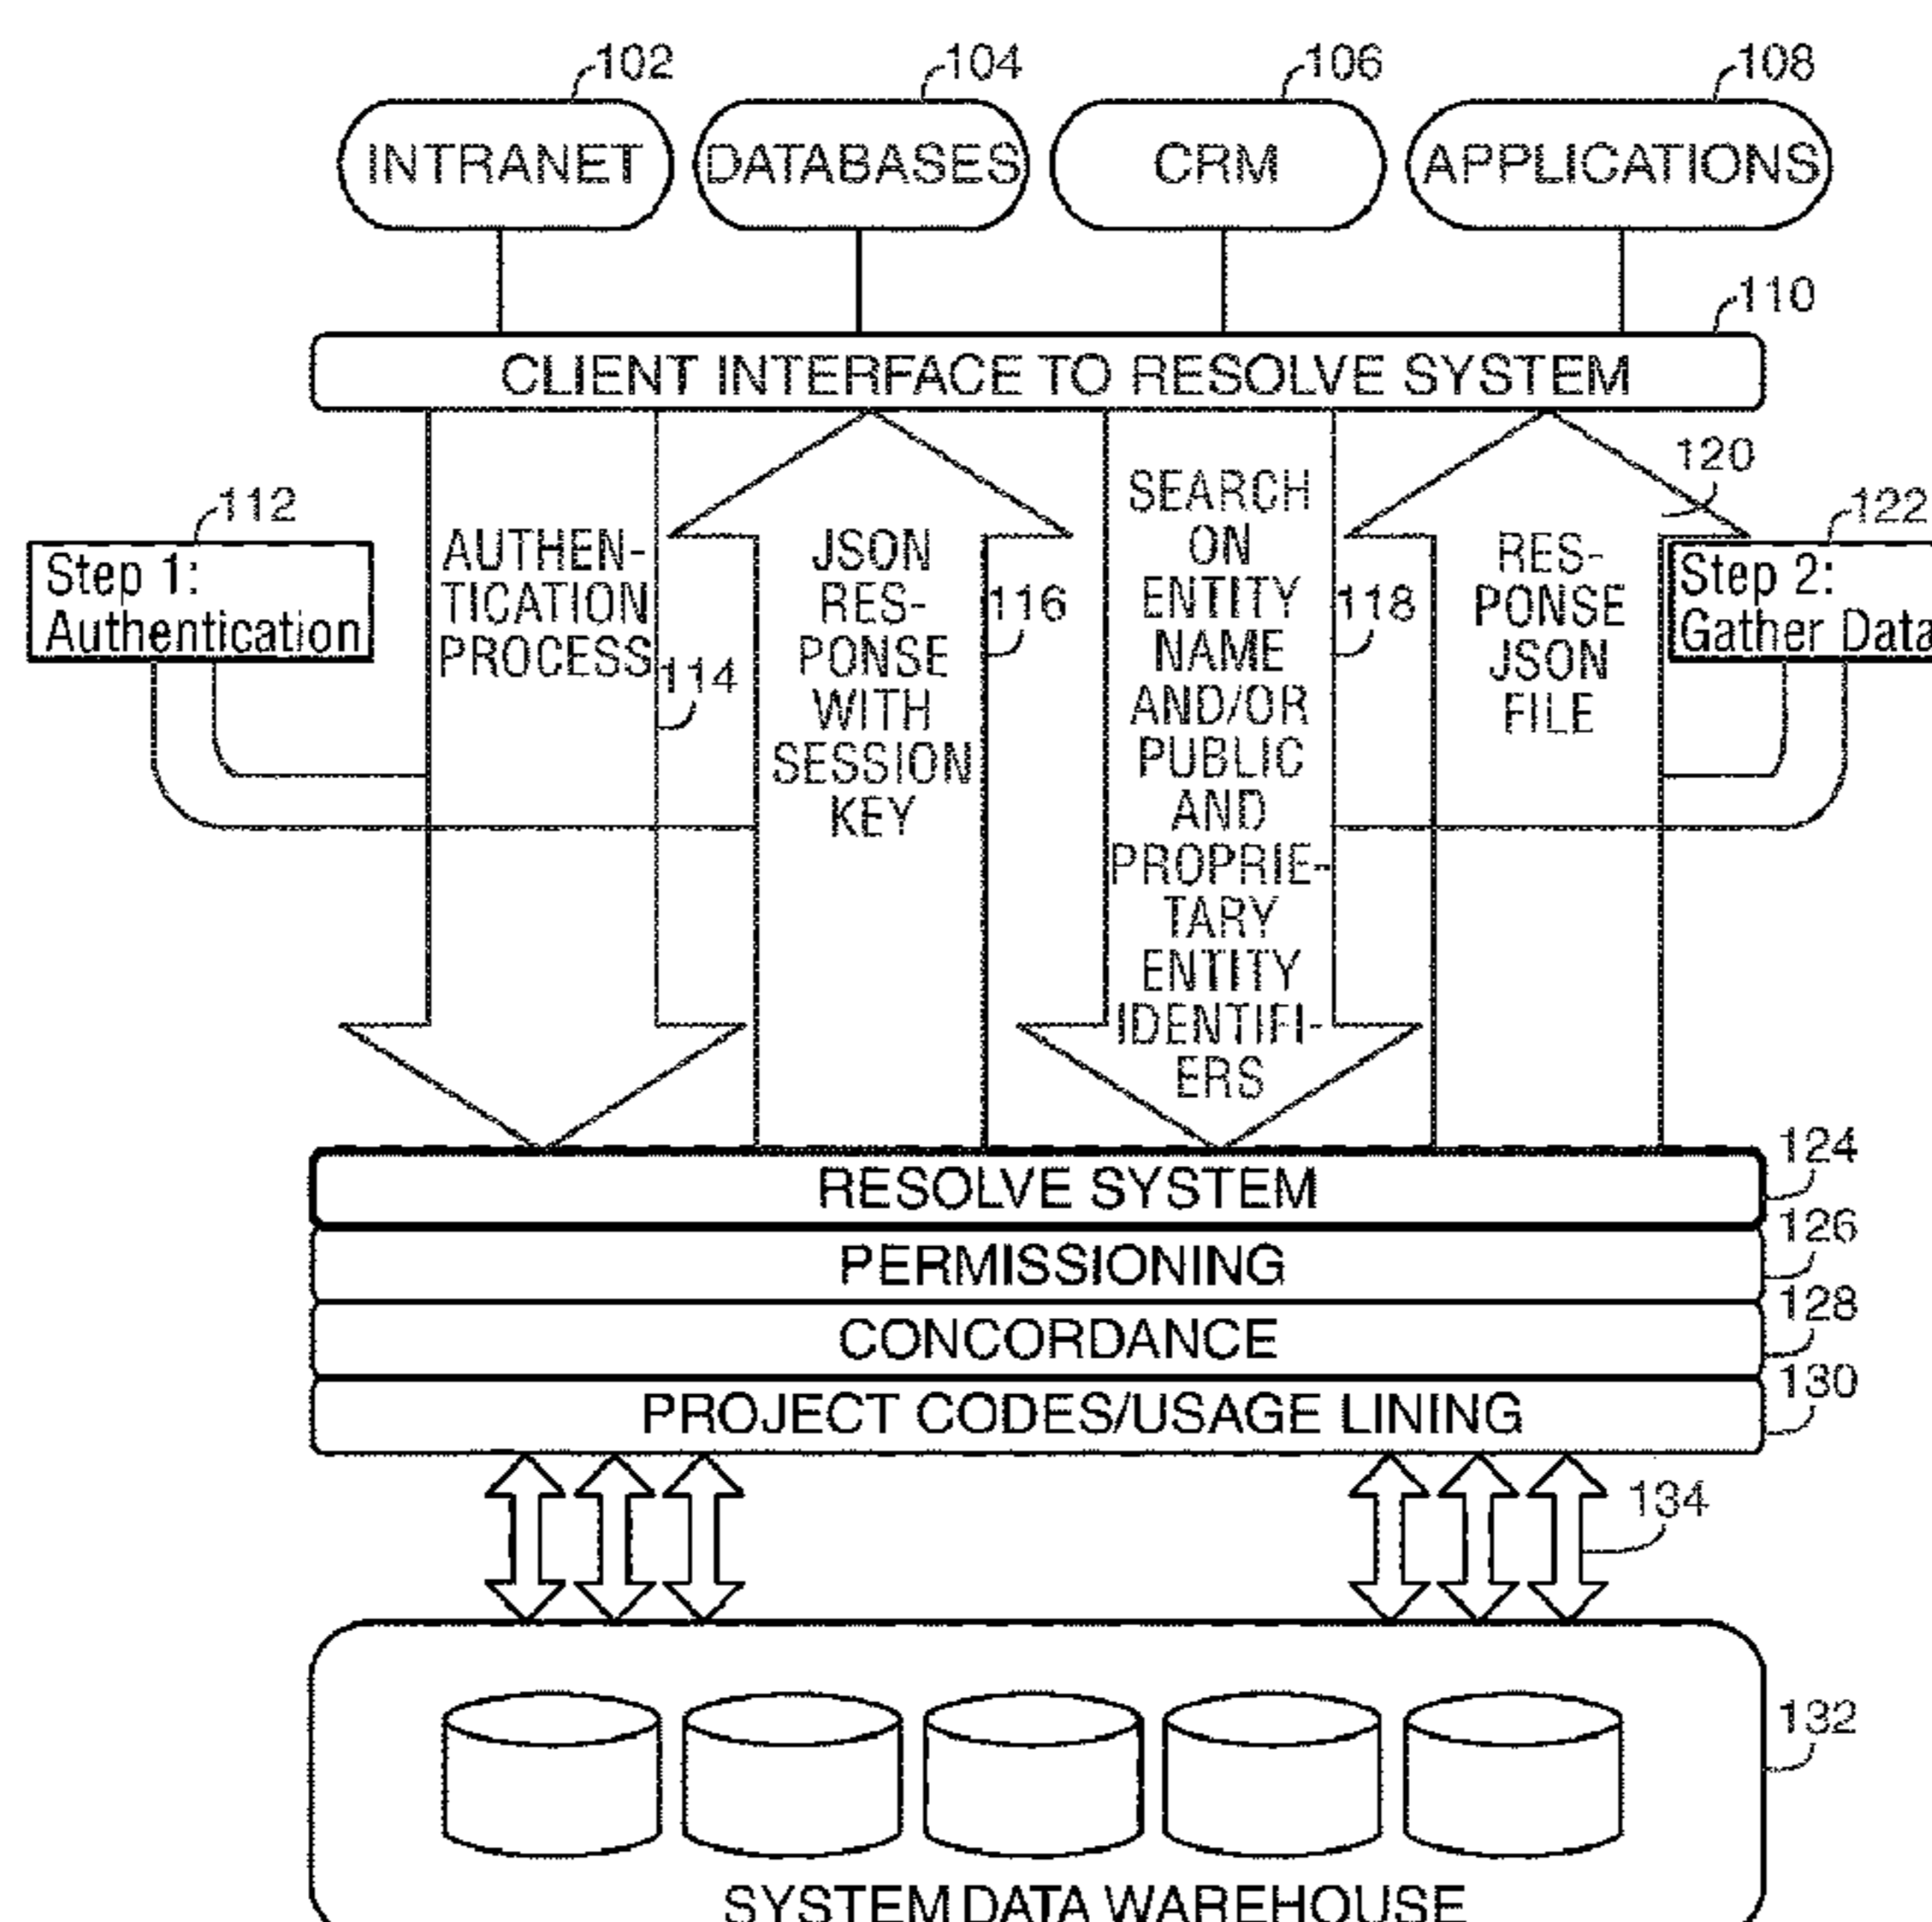 102
104
106
108
INTRANET
DATABASES
CRM
APPLICATIONS
110
CLIENT INTERFACE TO RESOLVE SYSTEM
112
Step 1:
Authentication
AUTHEN-
TICATION
PROCESS
114
JSON
RES-
PONSE
WITH
SESSION
KEY
116
SEARCH
ON
ENTITY
NAME
AND/OR
PUBLIC
AND
PROPRIE-
TARY
ENTITY
IDENTIFI-
ERS
118
RES-
PONSE
JSON
FILE
120
122
Step 2:
Gather Data
RESOLVE SYSTEM
124
PERMISSIONING
126
CONCORDANCE
128
PROJECT CODES/USAGE LINING
130
134
132
SYSTEM DATA WAREHOUSE